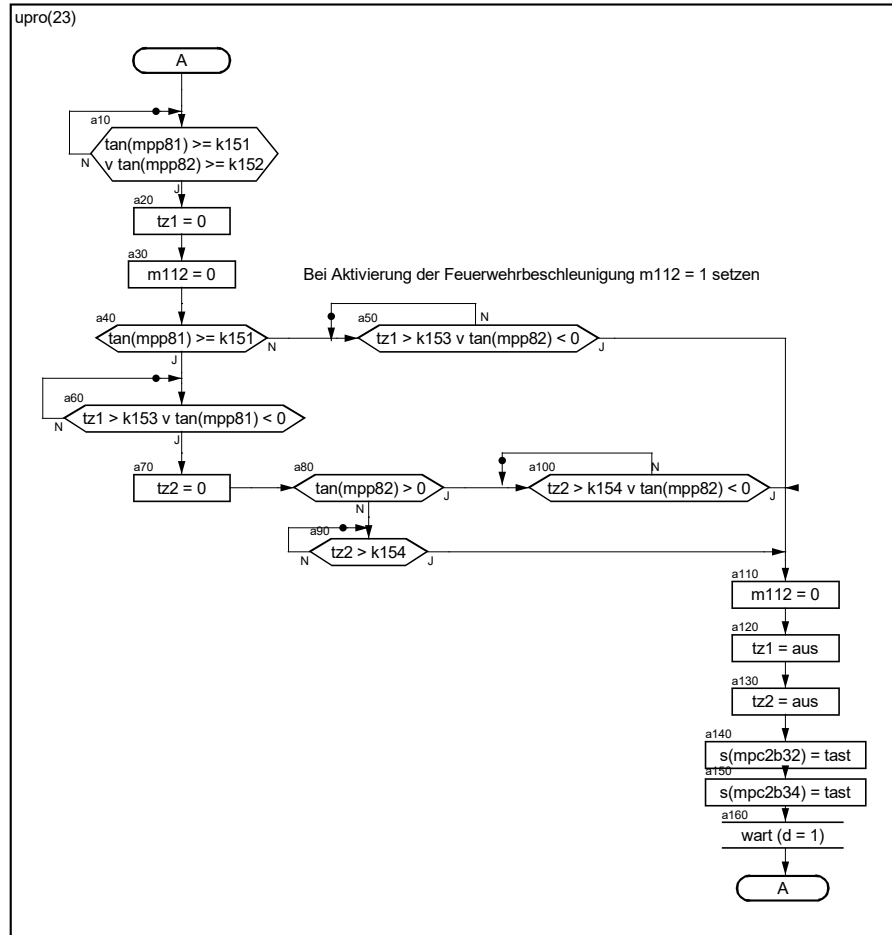 upro(23)
A
a10
tan(mpp81) >= k151
v tan(mpp82) >= k152
N
J
a20
tz1 = 0
a30
m112 = 0
Bei Aktivierung der Feuerwehrbeschleunigung m112 = 1 setzen
a40
tan(mpp81) >= k151
N
J
a50
tz1 > k153 v tan(mpp82) < 0
N
J
a60
tz1 > k153 v tan(mpp81) < 0
N
J
a70
tz2 = 0
a80
tan(mpp82) > 0
J
N
a100
tz2 > k154 v tan(mpp82) < 0
N
J
a90
tz2 > k154
N
J
a110
m112 = 0
a120
tz1 = aus
a130
tz2 = aus
a140
s(mpc2b32) = tast
a150
s(mpc2b34) = tast
a160
wart (d = 1)
A